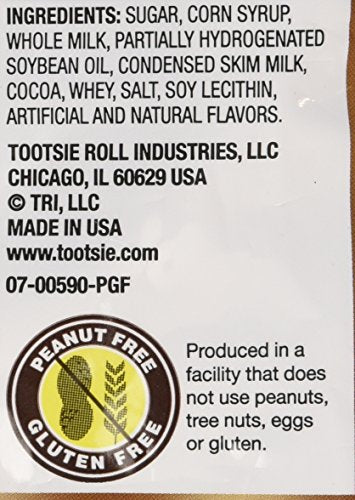 INGREDIENTS: SUGAR, CORN SYRUP,
WHOLE MILK, PARTIALLY HYDROGENATED
SOYBEAN OIL, CONDENSED SKIM MILK,
COCOA, WHEY, SALT, SOY LECITHIN,
ARTIFICIAL AND NATURAL FLAVORS.
TOOTSIE ROLL INDUSTRIES, LLC
CHICAGO, IL 60629 USA
© TRI, LLC
MADE IN USA
www.tootsie.com
07-00590-PGF
PEANUT FREE
GLUTEN FREE
Produced in a
facility that does
not use peanuts,
tree nuts, eggs
or gluten.